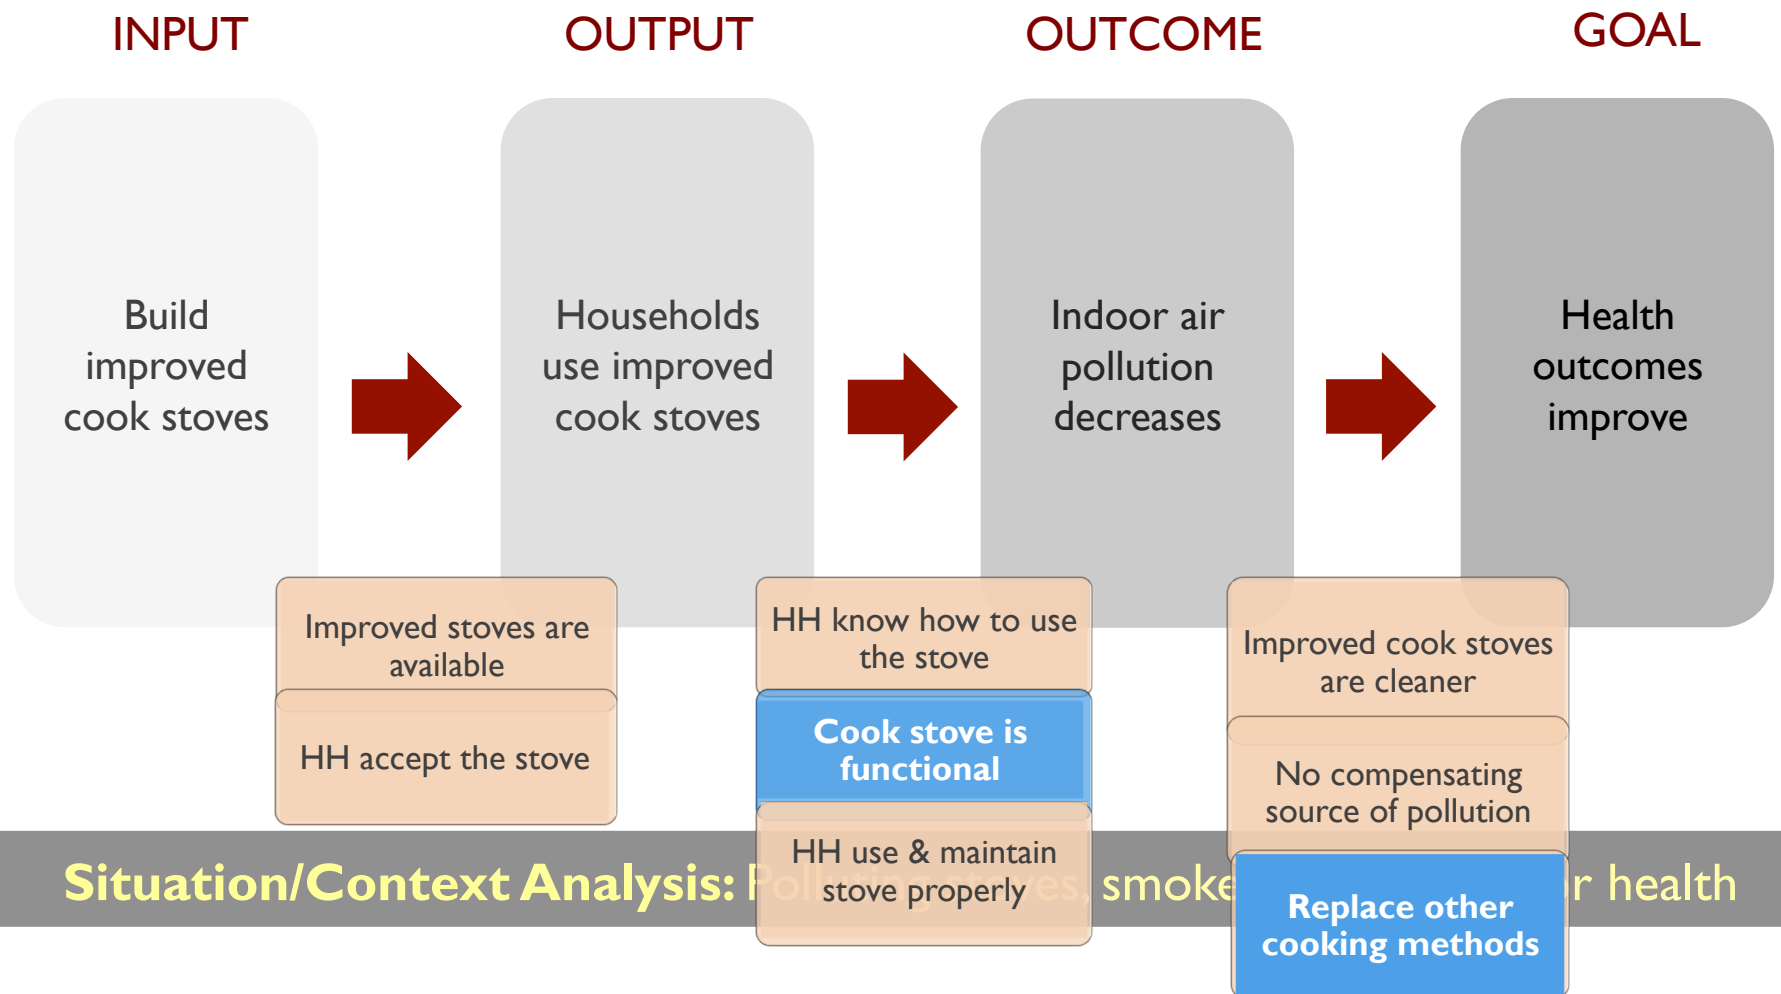 INPUT
OUTPUT
OUTCOME
GOAL
Build
improved
cook stoves
Households
use improved
cook stoves
Indoor air
pollution
decreases
Health
outcomes
improve
Improved stoves are
available
HH accept the stove
HH know how to use
the stove
Cook stove is
functional
HH use & maintain
stove properly
Improved cook stoves
are cleaner
No compensating
source of pollution
Replace other
cooking methods
Situation/Context Analysis: Polluting stoves, smoke health